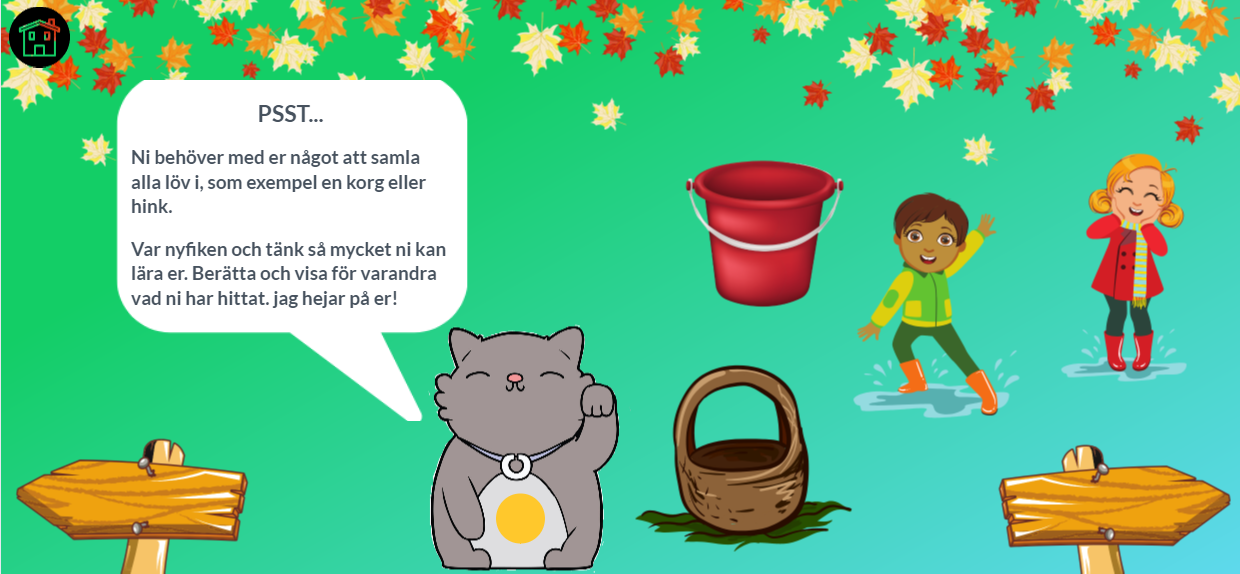 PSST...
Ni behöver med er något att samla
alla löv i, som exempel en korg eller
hink.
Var nyfiken och tänk så mycket ni kan
lära er. Berätta och visa för varandra
vad ni har hittat. jag hejar på er!